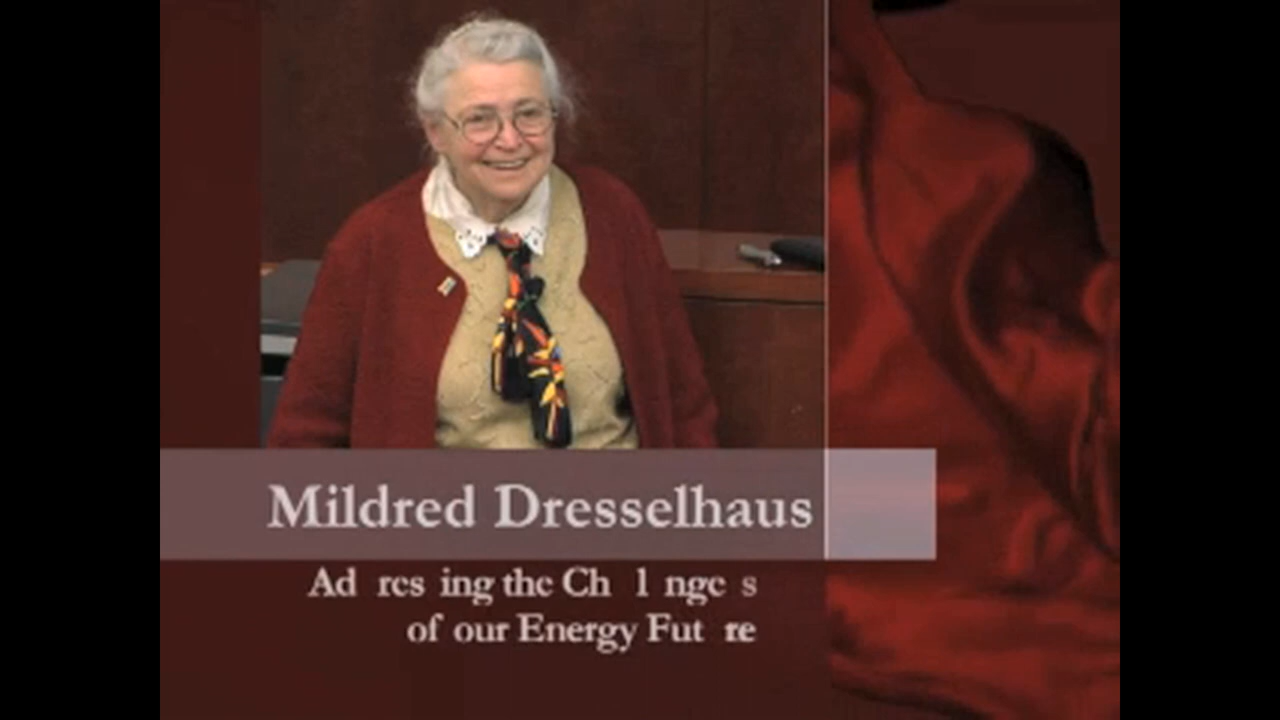 Mildred Dresselhaus
Ad res ing the Ch l nge s
of our Energy Fut re